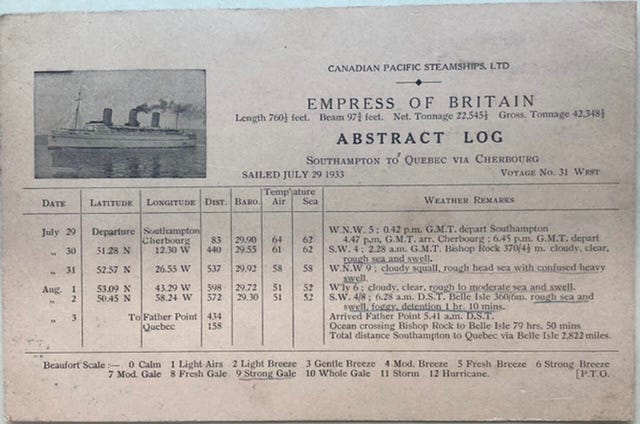 CANADIAN PACIFIC STEAMSHIPS, LTD
EMPRESS OF BRITAIN
Length 760½ feet. Beam 97¾ feet. Net. Tonnage 22,545½ Gross. Tonnage 42,348½
ABSTRACT LOG
SOUTHAMPTON TO QUEBEC VIA CHERBOURG
SAILED JULY 29 1933 VOYAGE NO. 31 WEST
DATE LATITUDE LONGITUDE DIST. BARO. Temp'ature Air Sea WEATHER REMARKS
July 29 Departure Southampton W.N.W. 5; 0.42 p.m. G.M.T. depart Southampton
Cherbourg 83 29.90 64 62 4.47 p.m. G.M.T. arr. Cherbourg; 6.45 p.m. G.M.T. depart
„ 30 51.28 N 12.30 W 440 29.55 61 62 S.W. 4; 2.28 a.m. G.M.T. Bishop Rock 370/4½ m. cloudy, clear,
rough sea and swell.
„ 31 52.57 N 26.55 W 537 29.92 58 58 W.N.W 9; cloudy squall, rough head sea with confused heavy
swell.
Aug. 1 53.09 N 43.29 W 598 29.72 51 52 W'ly 6; cloudy, clear, rough to moderate sea and swell.
„ 2 50.45 N 58.24 W 572 29.30 51 52 S.W. 4/8; 6.28 a.m. D.S.T. Belle Isle 360/6m. rough sea and
swell, foggy, detention 1 hr. 10 mins.
„ 3 To Father Point 434 Arrived Father Point 5.41 a.m. D.S.T.
Quebec 158 Ocean crossing Bishop Rock to Belle Isle 79 hrs. 50 mins
Total distance Southampton to Quebec via Belle Isle 2,822 miles.
Beaufort Scale :— 0 Calm 1 Light Airs 2 Light Breeze 3 Gentle Breeze 4 Mod. Breeze 5 Fresh Breeze 6 Strong Breeze
7 Mod. Gale 8 Fresh Gale 9 Strong Gale 10 Whole Gale 11 Storm 12 Hurricane. [P.T.O.